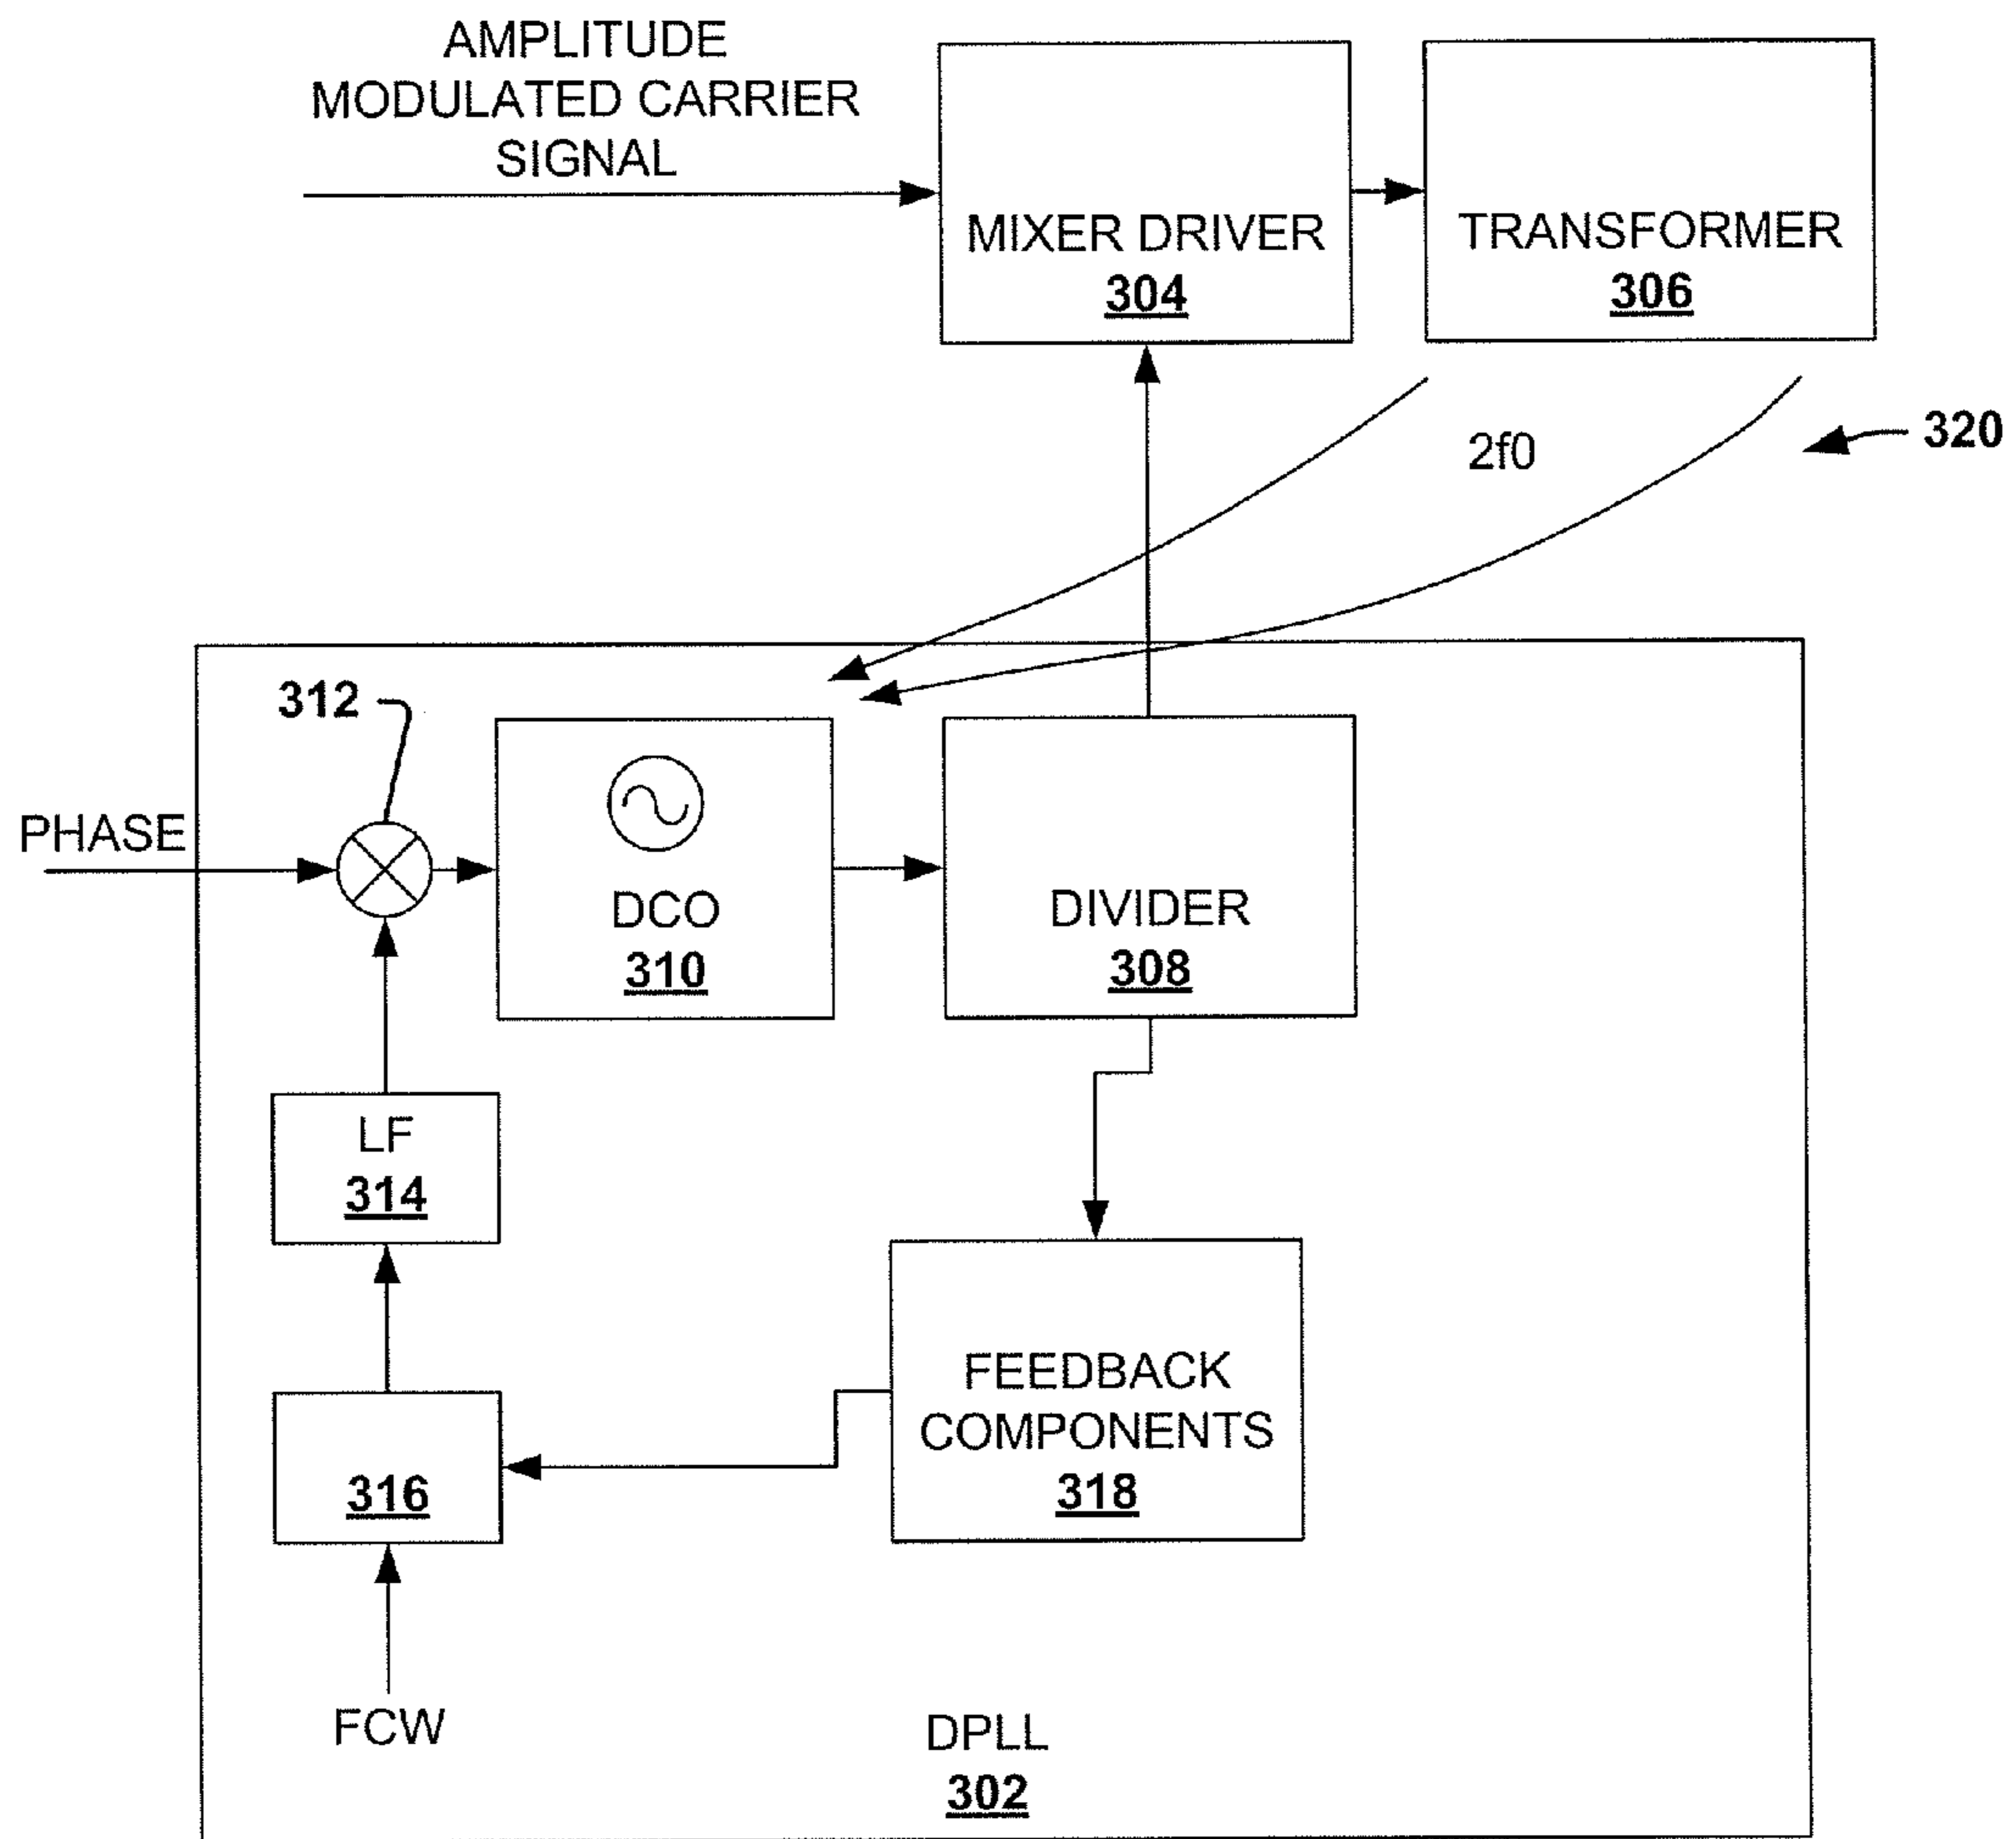 AMPLITUDE
MODULATED CARRIER
SIGNAL
MIXER DRIVER
304
TRANSFORMER
306
2f0
320
312
PHASE
DCO
310
DIVIDER
308
LF
314
FEEDBACK
COMPONENTS
318
316
FCW
DPLL
302